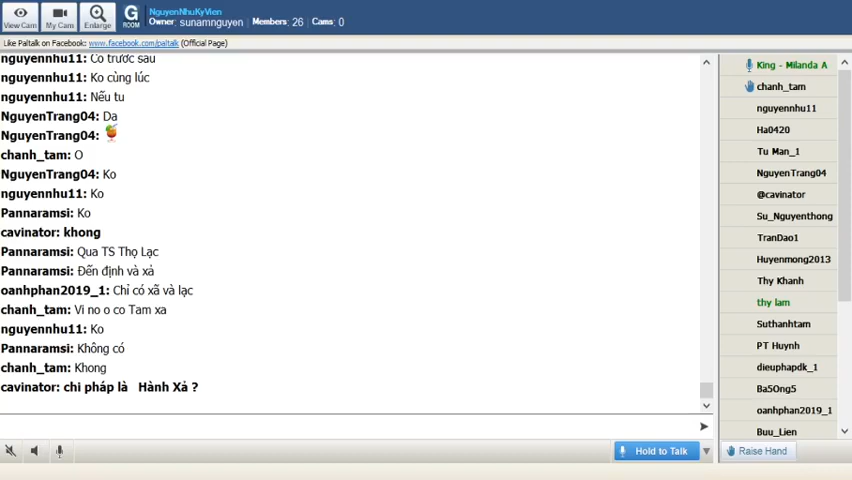 NguyenNhuKyVien
Owner: sunamnguyen Members: 26 Cams: 0
View Cam My Cam Enlarge G ROOM
Like Paltalk on Facebook: www.facebook.com/paltalk (Official Page)
nguyennhu11: Có trước sau
nguyennhu11: Ko cùng lúc
nguyennhu11: Nếu tu
NguyenTrang04: Da
NguyenTrang04:
chanh_tam: O
NguyenTrang04: Ko
nguyennhu11: Ko
Pannaramsi: Ko
cavinator: khong
Pannaramsi: Qua TS Thọ Lạc
Pannaramsi: Đến định và xả
oanhphan2019_1: Chỉ có xã và lạc
chanh_tam: Vi no o co Tam xa
nguyennhu11: Ko
Pannaramsi: Không có
chanh_tam: Khong
cavinator: chi pháp là Hành Xả ?
Hold to Talk
King - Milanda A
chanh_tam
nguyennhu11
Ha0420
Tu Man_1
NguyenTrang04
@cavinator
Su_Nguyenthong
TranDao1
Huyenmong2013
Thy Khanh
thy lam
Suthanhtam
PT Huynh
dieuphapdk_1
Ba5Ong5
oanhphan2019_1
Buu_Lien
Raise Hand